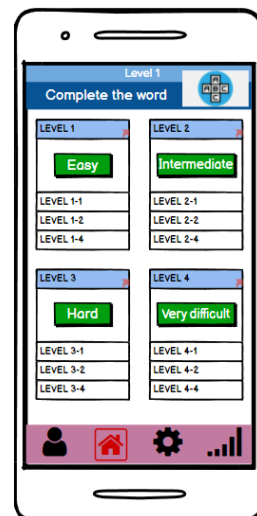 Level 1
Complete the word
LEVEL 1
Easy
LEVEL 1-1
LEVEL 1-2
LEVEL 1-4
LEVEL 2
Intermediate
LEVEL 2-1
LEVEL 2-2
LEVEL 2-4
LEVEL 3
Hard
LEVEL 3-1
LEVEL 3-2
LEVEL 3-4
LEVEL 4
Very difficult
LEVEL 4-1
LEVEL 4-2
LEVEL 4-4